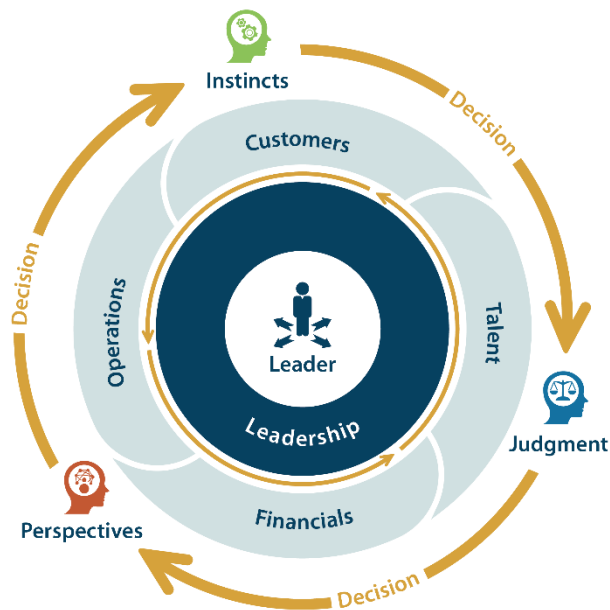 Instincts
Decision
Customers
Operations
Talent
Decision
Leader
Leadership
Judgment
Financials
Perspectives
Decision